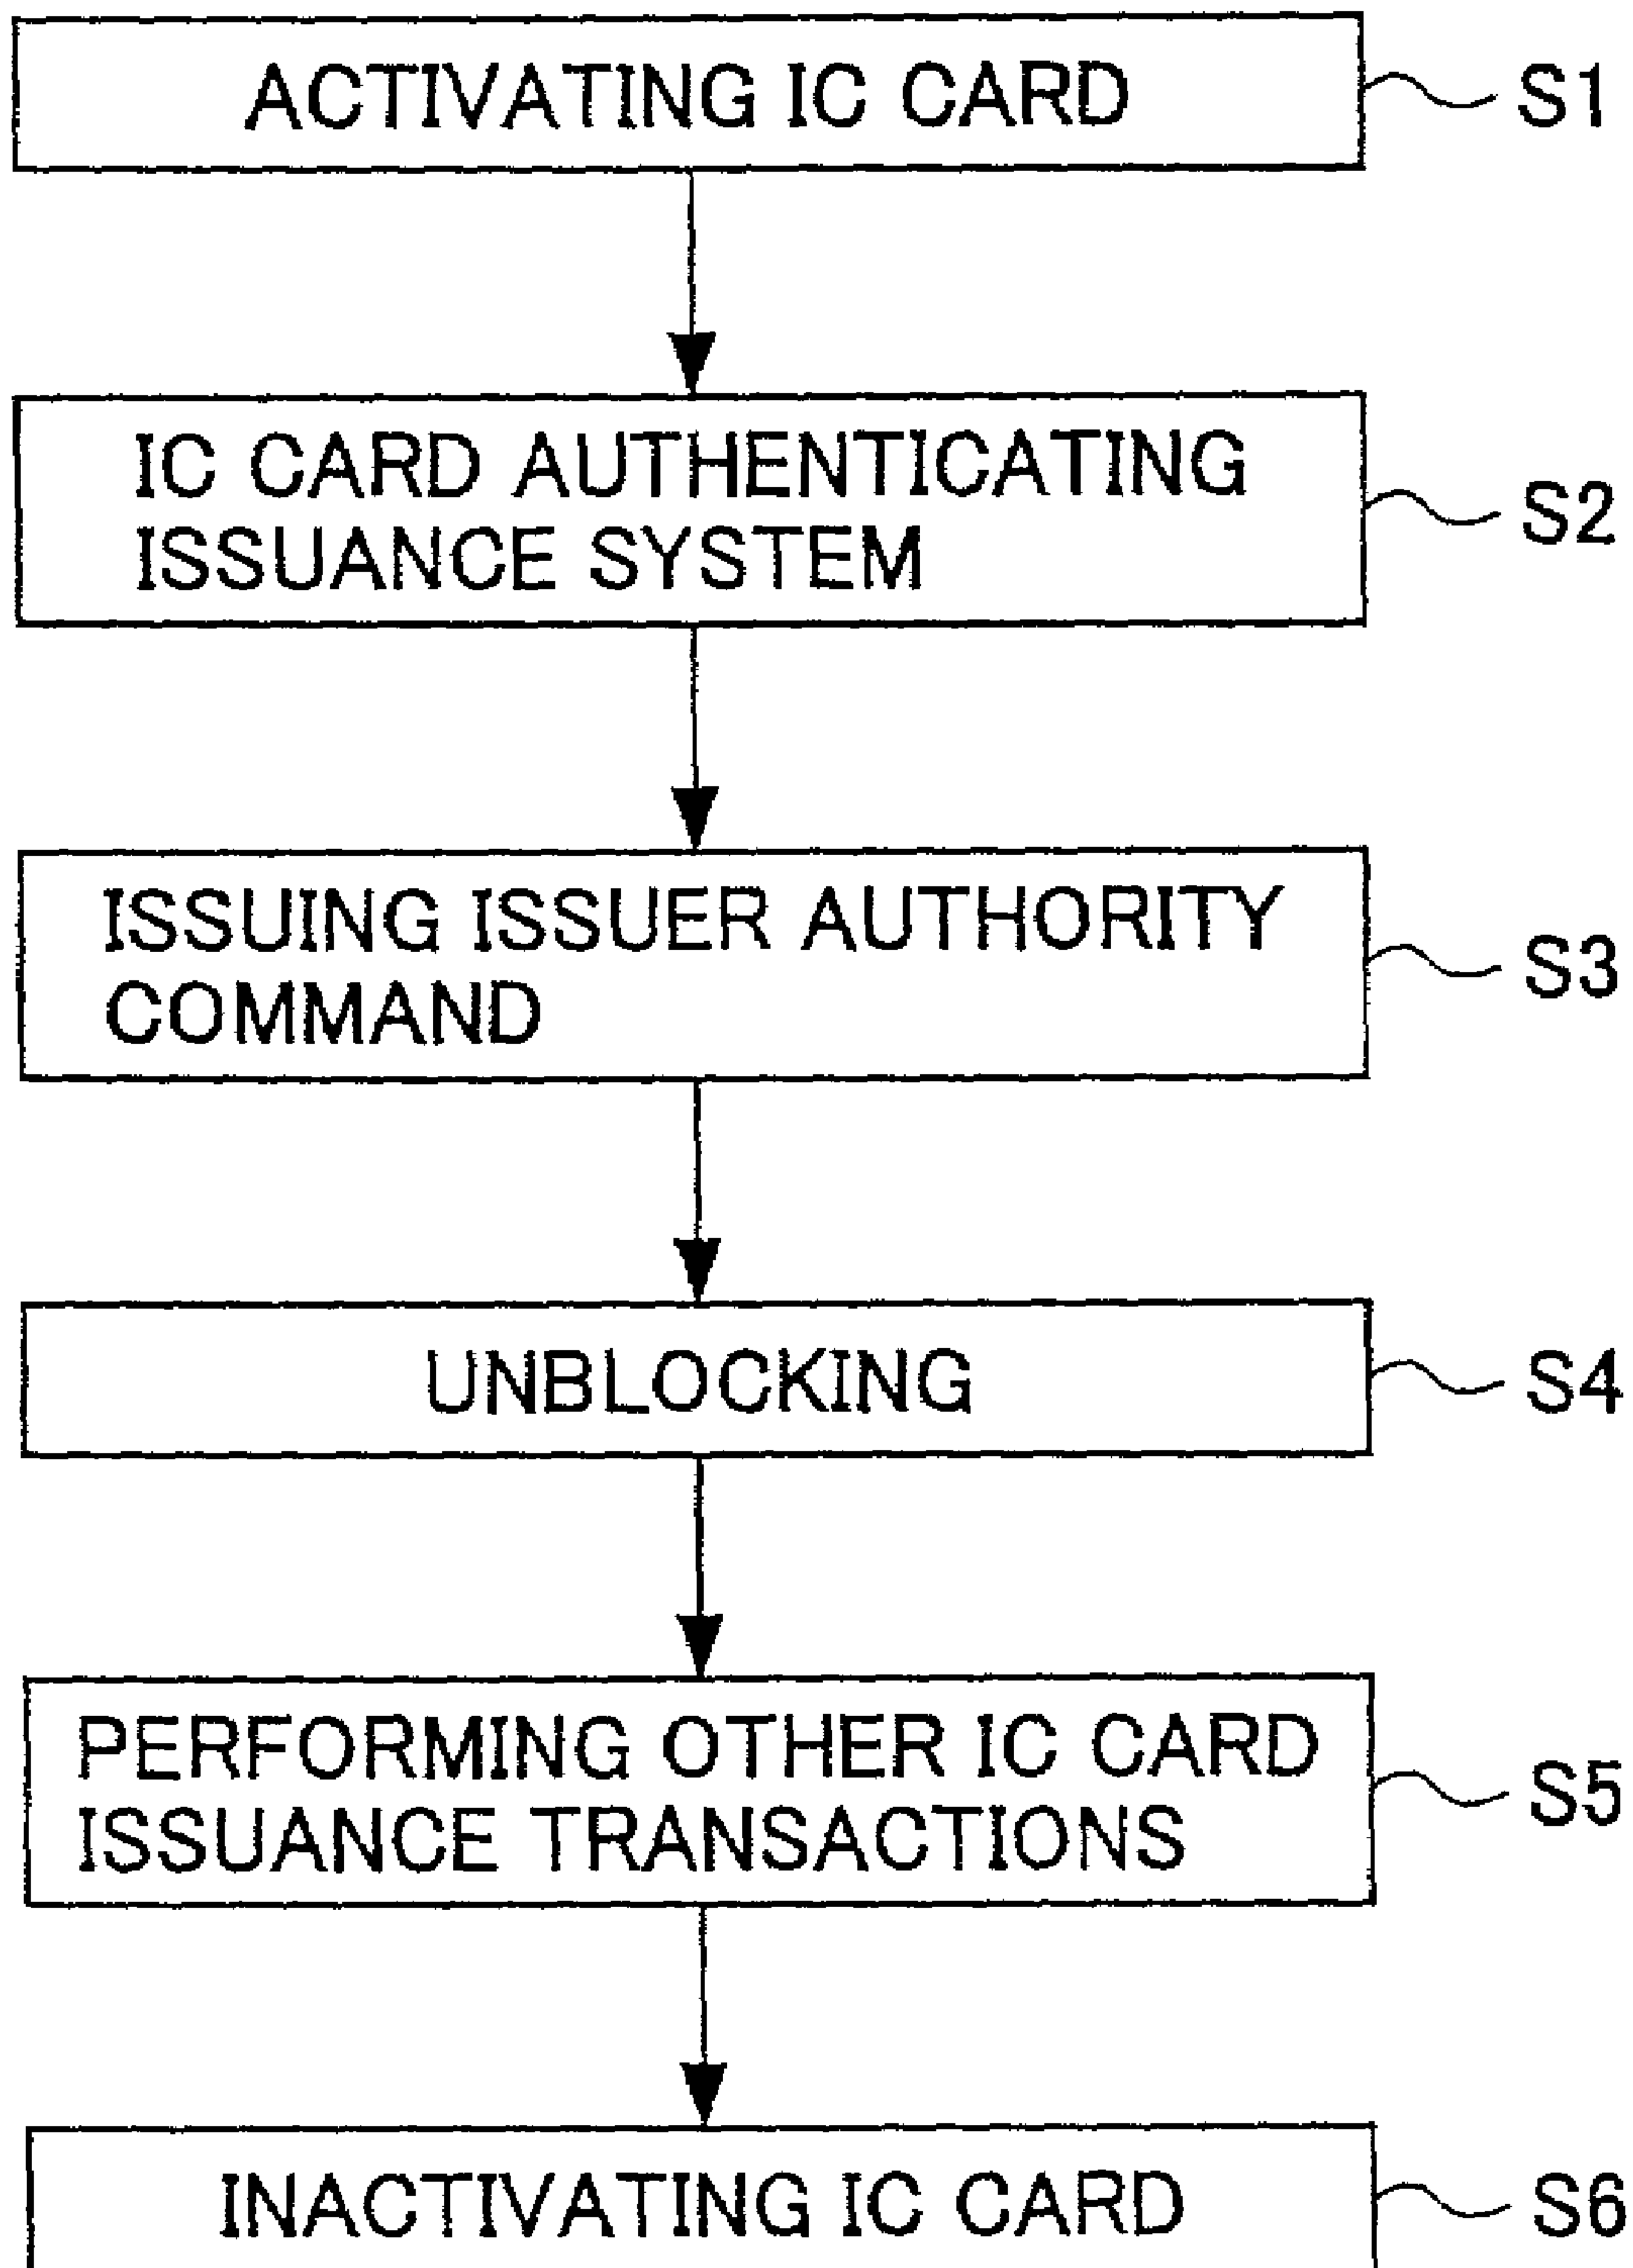 ACTIVATING IC CARD
S1
IC CARD AUTHENTICATING
ISSUANCE SYSTEM
S2
ISSUING ISSUER AUTHORITY
COMMAND
S3
UNBLOCKING
S4
PERFORMING OTHER IC CARD
ISSUANCE TRANSACTIONS
S5
INACTIVATING IC CARD
S6